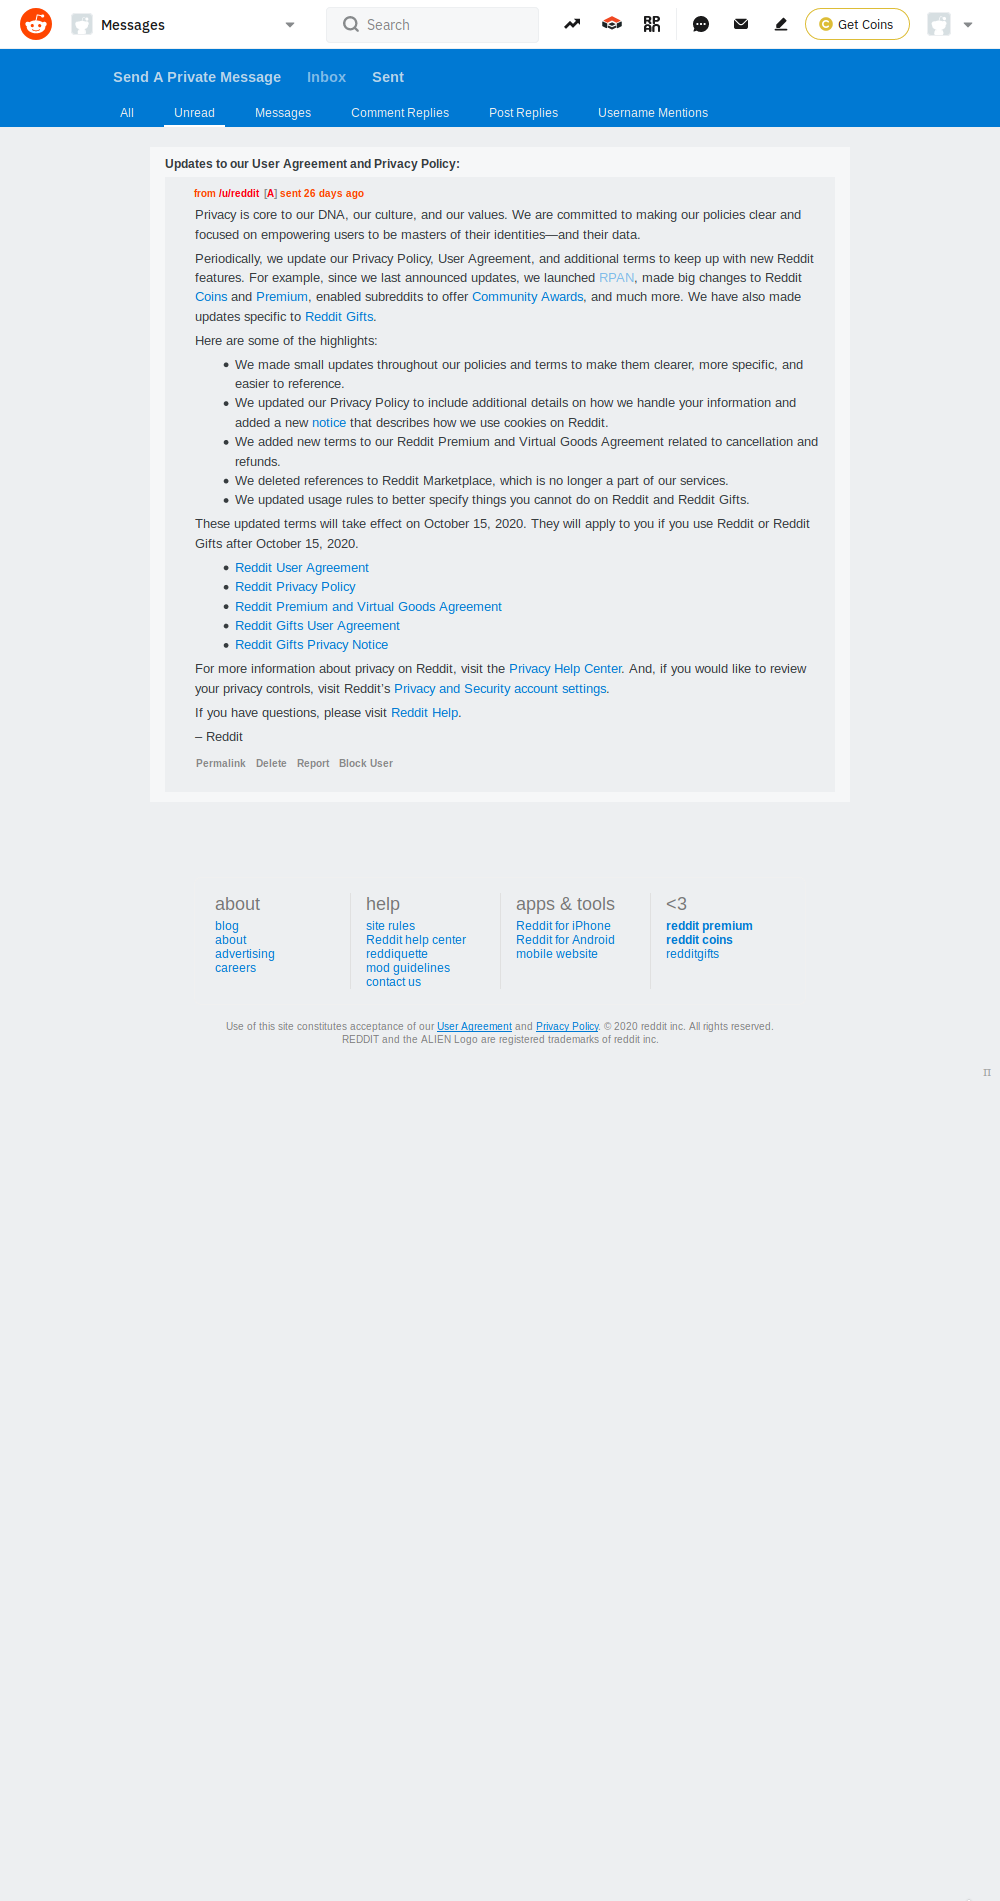 Messages
Search
RPAN
Get Coins
Send A Private Message Inbox Sent
All Unread Messages Comment Replies Post Replies Username Mentions
Updates to our User Agreement and Privacy Policy:
from /u/reddit [A] sent 26 days ago
Privacy is core to our DNA, our culture, and our values. We are committed to making our policies clear and
focused on empowering users to be masters of their identities—and their data.
Periodically, we update our Privacy Policy, User Agreement, and additional terms to keep up with new Reddit
features. For example, since we last announced updates, we launched RPAN, made big changes to Reddit
Coins and Premium, enabled subreddits to offer Community Awards, and much more. We have also made
updates specific to Reddit Gifts.
Here are some of the highlights:
• We made small updates throughout our policies and terms to make them clearer, more specific, and
easier to reference.
• We updated our Privacy Policy to include additional details on how we handle your information and
added a new notice that describes how we use cookies on Reddit.
• We added new terms to our Reddit Premium and Virtual Goods Agreement related to cancellation and
refunds.
• We deleted references to Reddit Marketplace, which is no longer a part of our services.
• We updated usage rules to better specify things you cannot do on Reddit and Reddit Gifts.
These updated terms will take effect on October 15, 2020. They will apply to you if you use Reddit or Reddit
Gifts after October 15, 2020.
• Reddit User Agreement
• Reddit Privacy Policy
• Reddit Premium and Virtual Goods Agreement
• Reddit Gifts User Agreement
• Reddit Gifts Privacy Notice
For more information about privacy on Reddit, visit the Privacy Help Center. And, if you would like to review
your privacy controls, visit Reddit's Privacy and Security account settings.
If you have questions, please visit Reddit Help.
– Reddit
Permalink Delete Report Block User
about
blog
about
advertising
careers
help
site rules
Reddit help center
reddiquette
mod guidelines
contact us
apps & tools
Reddit for iPhone
Reddit for Android
mobile website
<3
reddit premium
reddit coins
redditgifts
Use of this site constitutes acceptance of our User Agreement and Privacy Policy. © 2020 reddit inc. All rights reserved.
REDDIT and the ALIEN Logo are registered trademarks of reddit inc.
π